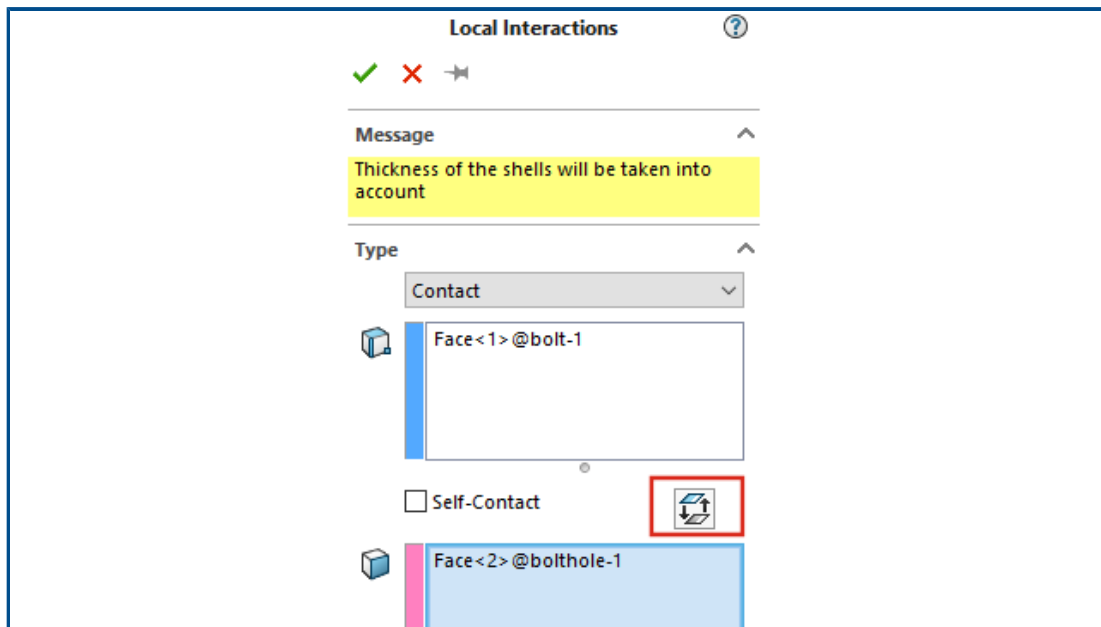 Local Interactions
?
Message
Thickness of the shells will be taken into
account
Type
Contact
Face<1>@bolt-1
Self-Contact
Face<2>@bolthole-1